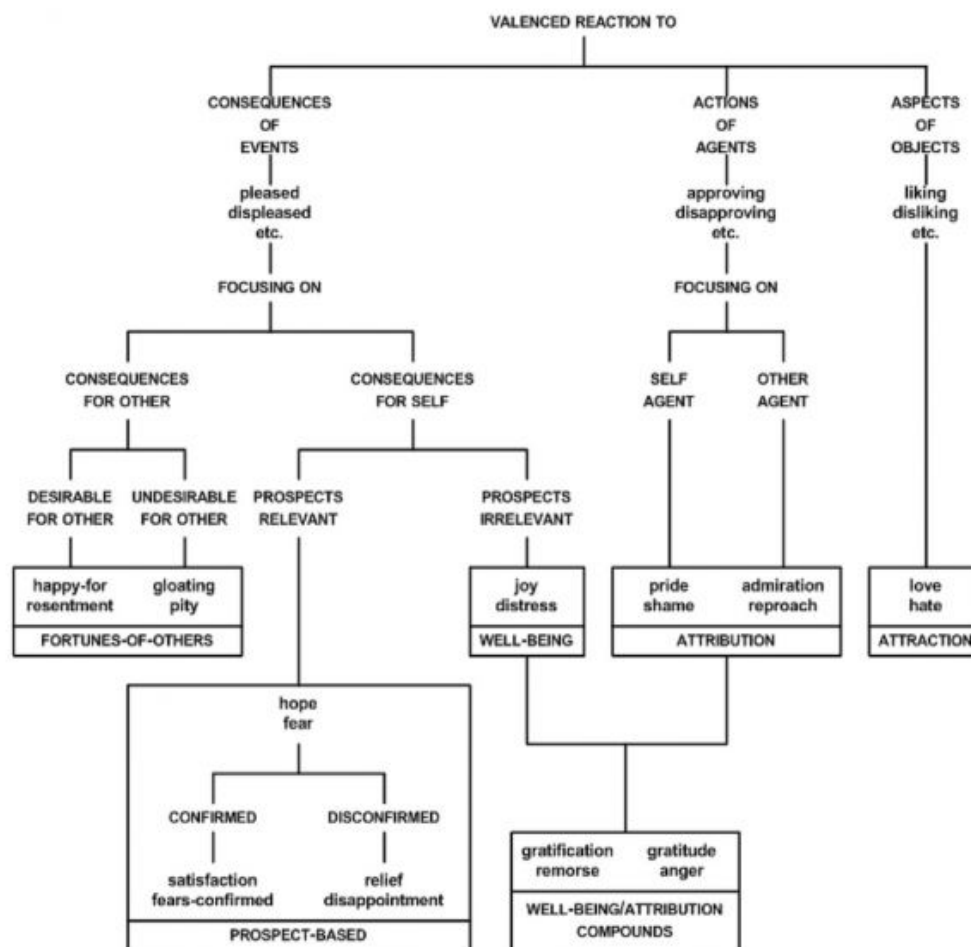 VALENCED REACTION TO
CONSEQUENCES
OF
EVENTS
pleased
displeased
etc.
FOCUSING ON
ACTIONS
OF
AGENTS
approving
disapproving
etc.
FOCUSING ON
ASPECTS
OF
OBJECTS
liking
disliking
etc.
CONSEQUENCES
FOR OTHER
CONSEQUENCES
FOR SELF
SELF
AGENT
OTHER
AGENT
DESIRABLE
FOR OTHER
UNDESIRABLE
FOR OTHER
PROSPECTS
RELEVANT
PROSPECTS
IRRELEVANT
happy-for
resentment
gloating
pity
FORTUNES-OF-OTHERS
joy
distress
WELL-BEING
pride
shame
admiration
reproach
ATTRIBUTION
love
hate
ATTRACTION
hope
fear
CONFIRMED
DISCONFIRMED
satisfaction
fears-confirmed
relief
disappointment
PROSPECT-BASED
gratification
remorse
gratitude
anger
WELL-BEING/ATTRIBUTION
COMPOUNDS